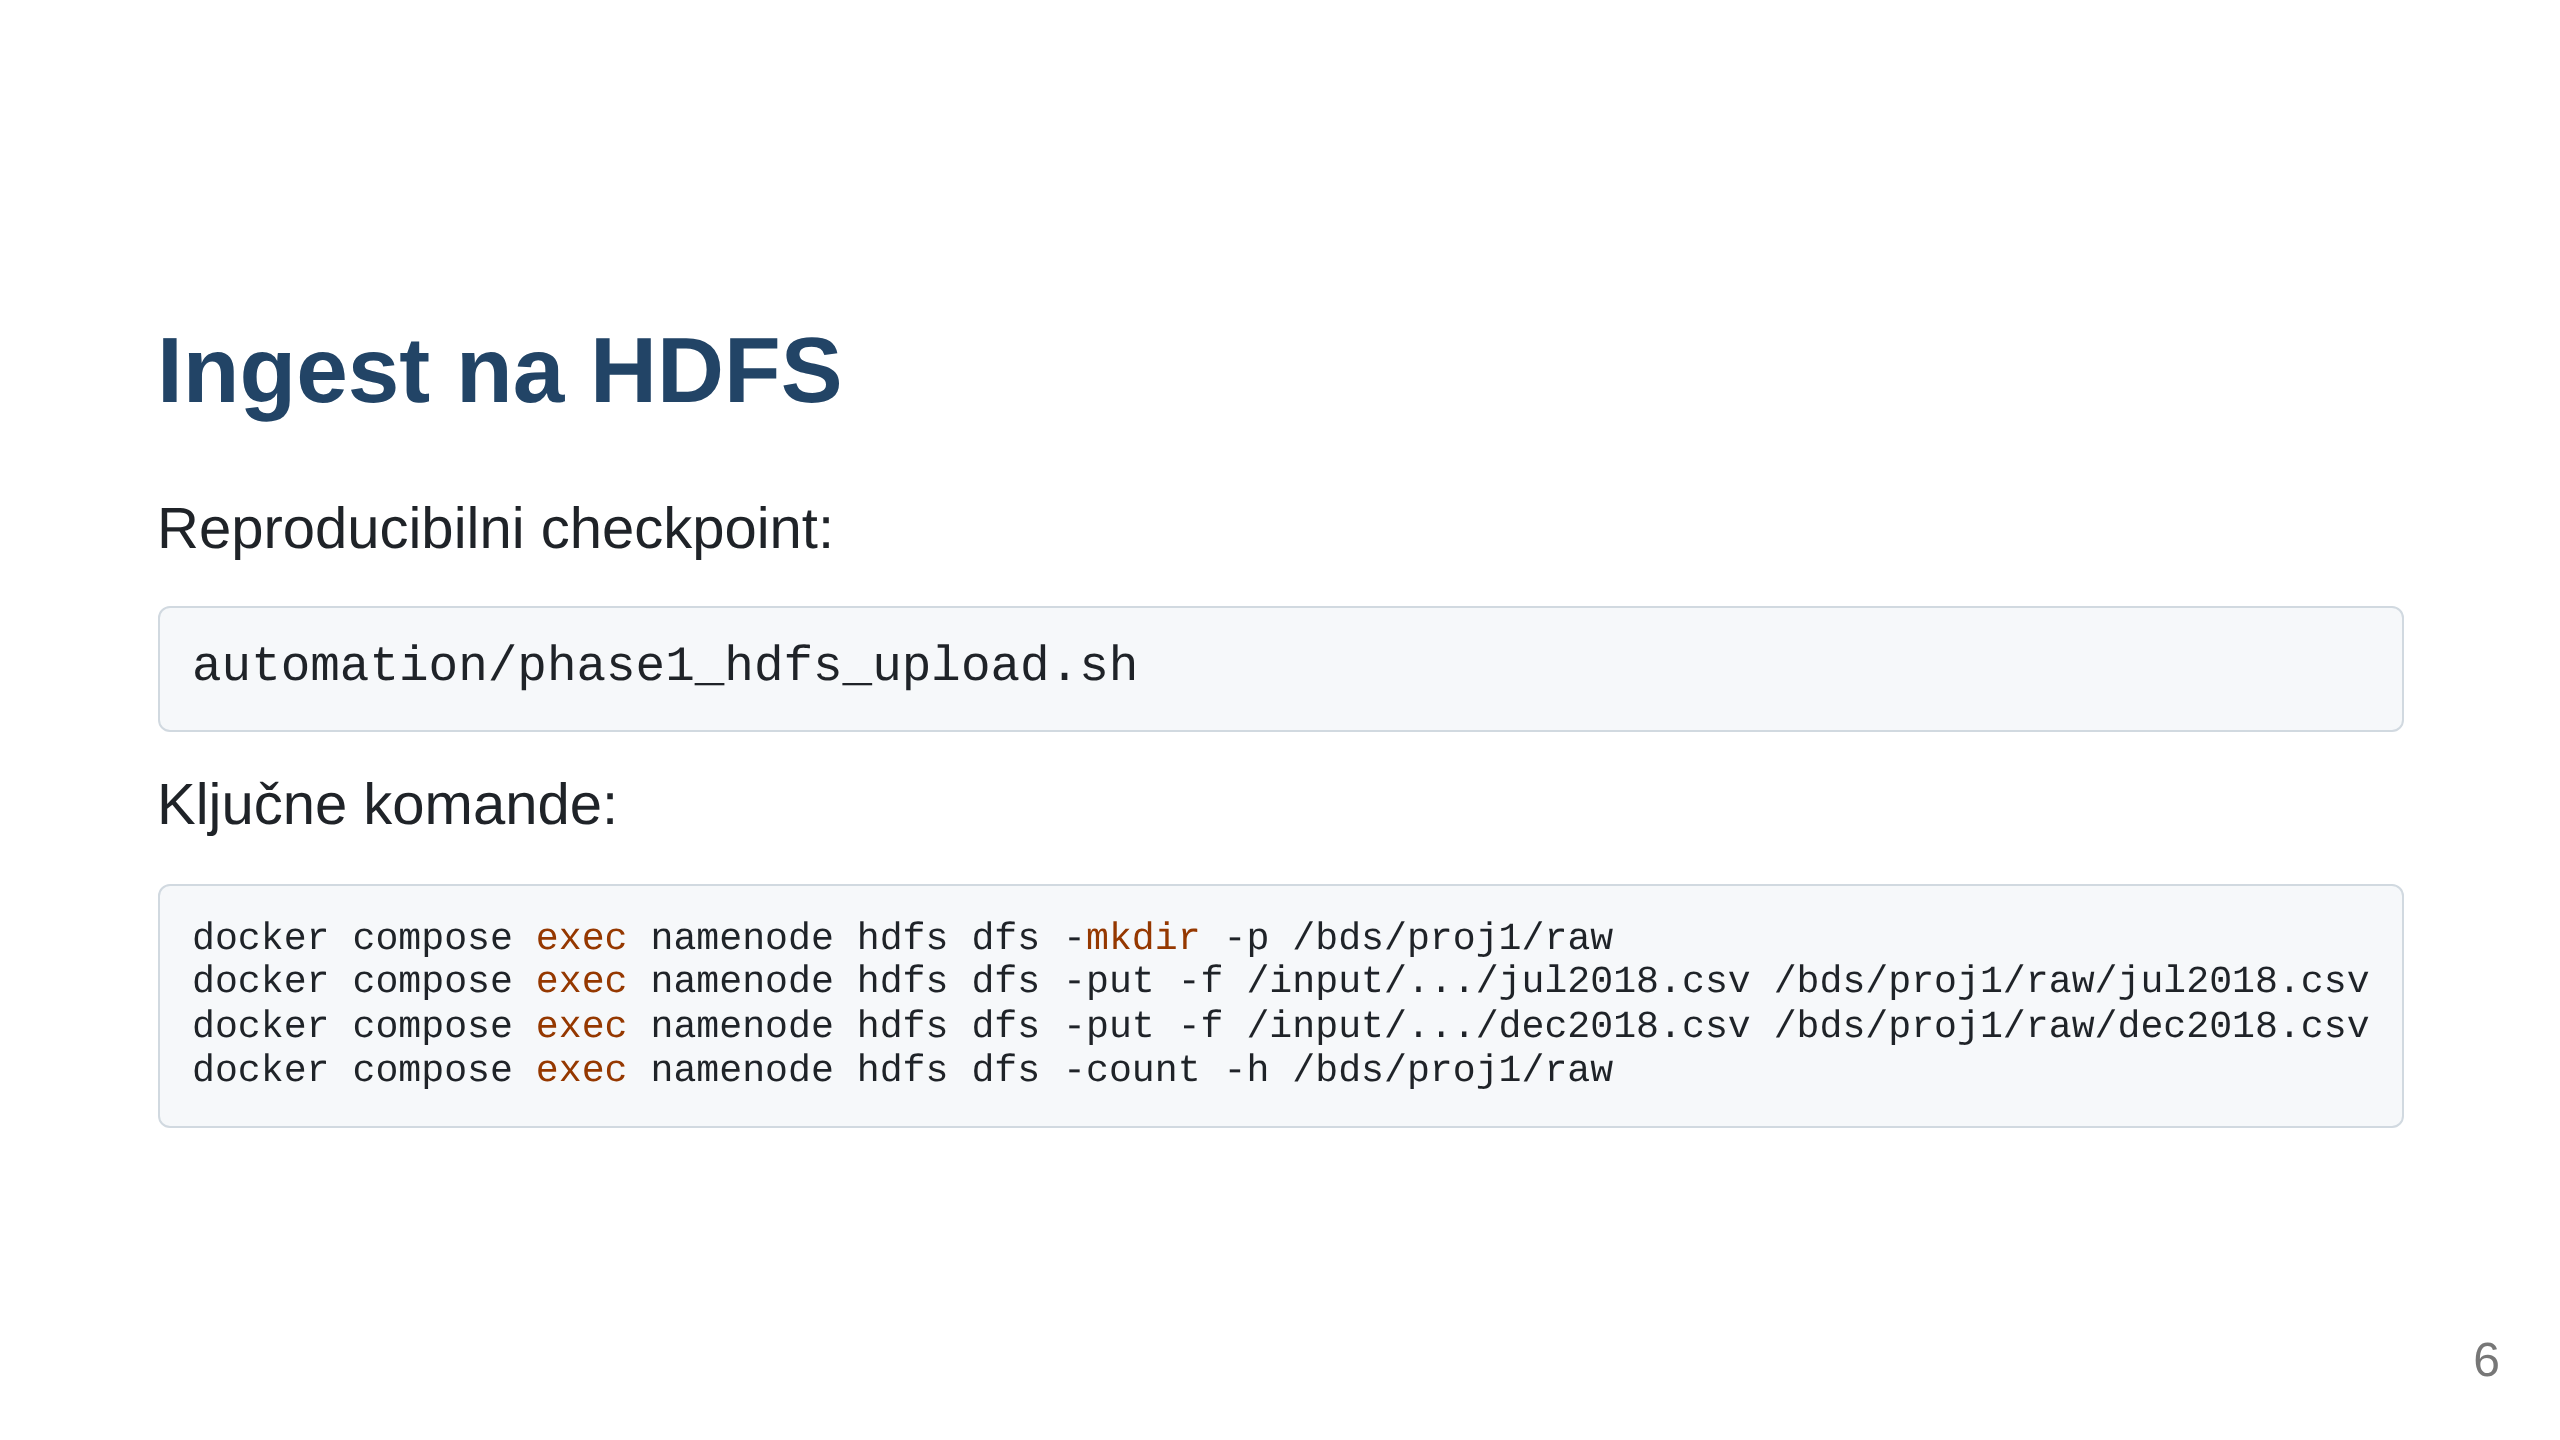 Ingest na HDFS
Reproducibilni checkpoint:
automation/phase1_hdfs_upload.sh
Ključne komande:
docker compose exec namenode hdfs dfs -mkdir -p /bds/proj1/raw
docker compose exec namenode hdfs dfs -put -f /input/.../jul2018.csv /bds/proj1/raw/jul2018.csv
docker compose exec namenode hdfs dfs -put -f /input/.../dec2018.csv /bds/proj1/raw/dec2018.csv
docker compose exec namenode hdfs dfs -count -h /bds/proj1/raw
6